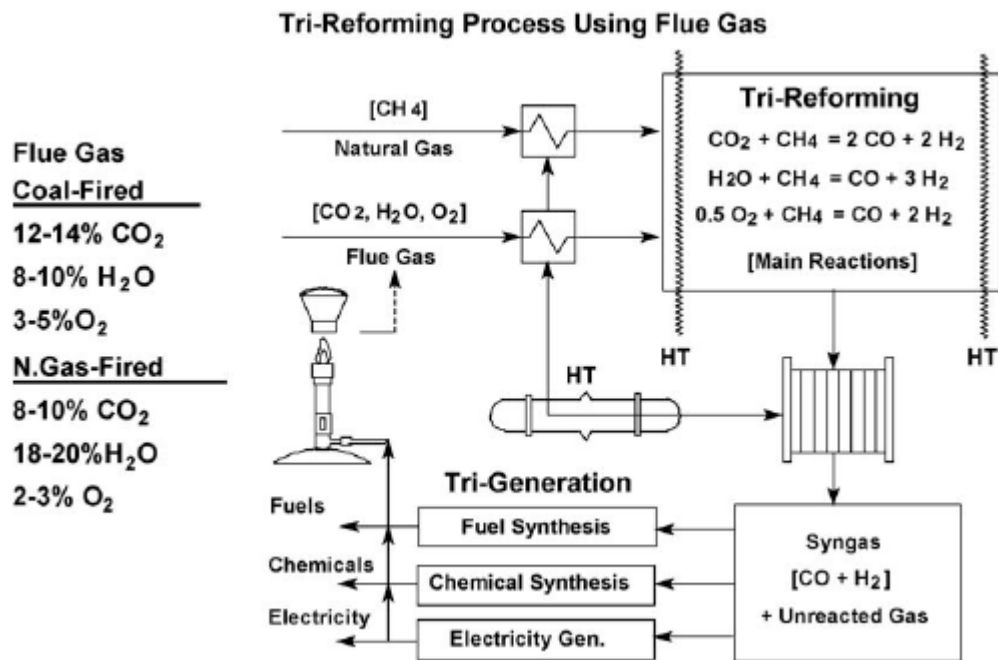 Tri-Reforming Process Using Flue Gas
Flue Gas
Coal-Fired
12-14% CO₂
8-10% H₂O
3-5%O₂
N.Gas-Fired
8-10% CO₂
18-20%H₂O
2-3% O₂
[CH 4]
Natural Gas
[CO2, H₂O, O₂]
Flue Gas
Tri-Reforming
CO₂ + CH₄ = 2 CO + 2 H₂
H2O + CH₄ = CO + 3 H₂
0.5 O₂ + CH₄ = CO + 2 H₂
[Main Reactions]
HT
HT
HT
Tri-Generation
Fuels
Fuel Synthesis
Chemicals
Chemical Synthesis
Electricity
Electricity Gen.
Syngas
[CO + H₂]
+ Unreacted Gas